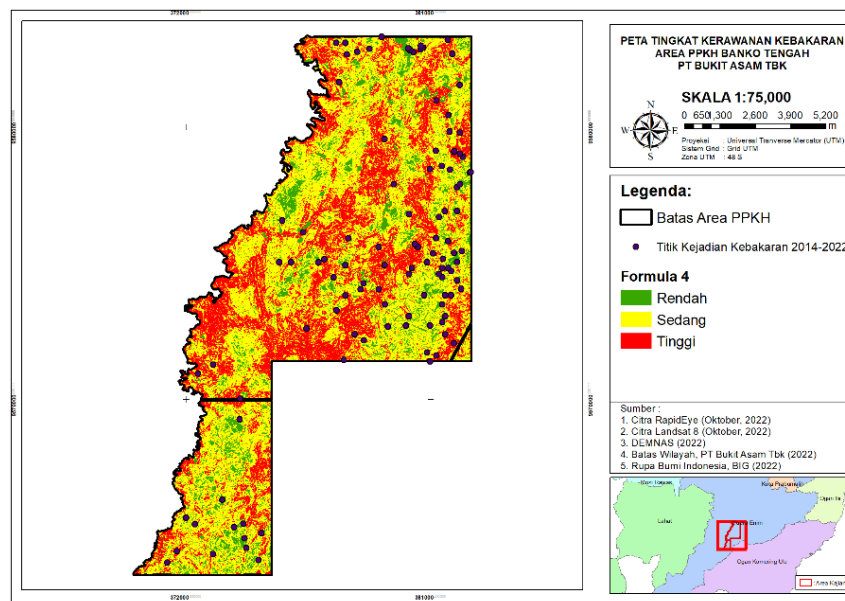 372000
381000
PETA TINGKAT KERAWANAN KEBAKARAN
AREA PPKH BANKO TENGAH
PT BUKIT ASAM TBK
SKALA 1:75,000
0 650 1,300 2,600 3,900 5,200
m
N
W E
S
Proyeksi : Universal Tranverse Mercator (UTM)
Sistem Grid : Grid UTM
Zona UTM : 48 S
Legenda:
Batas Area PPKH
Titik Kejadian Kebakaran 2014-2022
Formula 4
Rendah
Sedang
Tinggi
Sumber :
1. Citra RapidEye (Oktober, 2022)
2. Citra Landsat 8 (Oktober, 2022)
3. DEMNAS (2022)
4. Batas Wilayah, PT Bukit Asam Tbk (2022)
5. Rupa Bumi Indonesia, BIG (2022)
Lahat
Enim
Ogan Komering Ulu
372000
381000